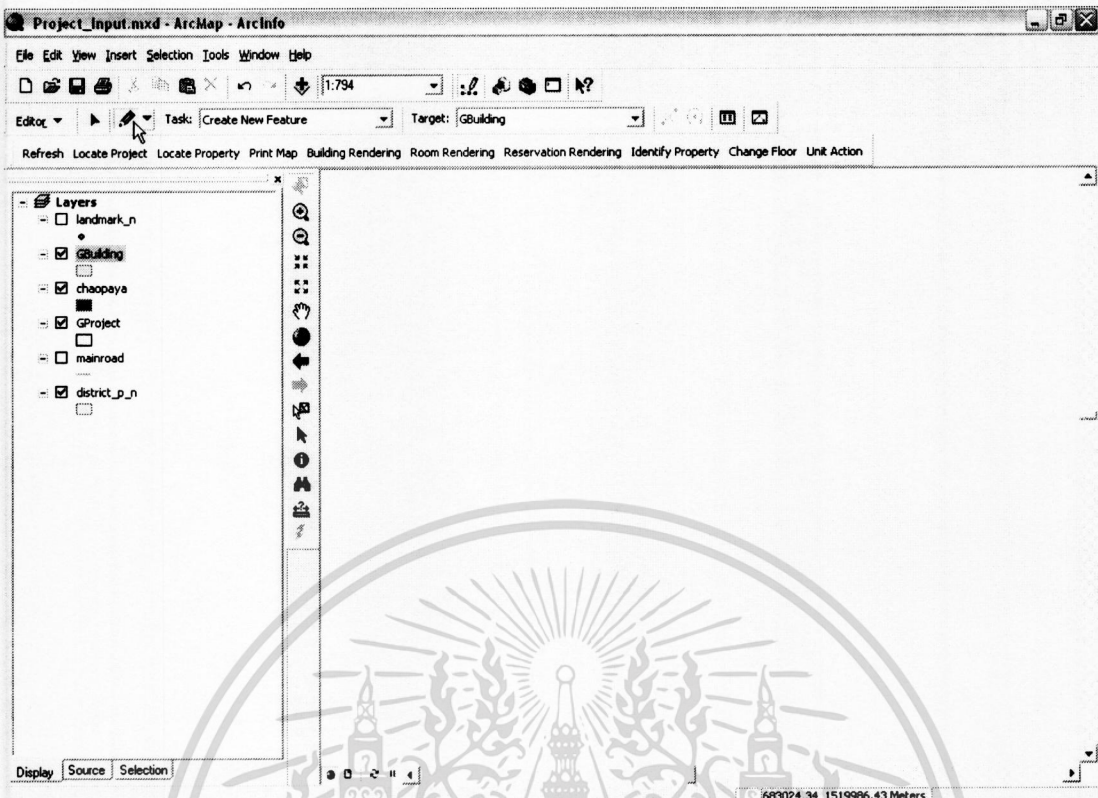 Project_Input.mxd - ArcMap - ArcInfo
File Edit View Insert Selection Tools Window Help
1:794
Editor Task: Create New Feature Target: GBuilding
Refresh Locate Project Locate Property Print Map Building Rendering Room Rendering Reservation Rendering Identify Property Change Floor Unit Action
Layers
landmark_n
GBuilding
chaopaya
GProject
mainroad
district_p_n
Display Source Selection
683024.34 1519986.43 Meters